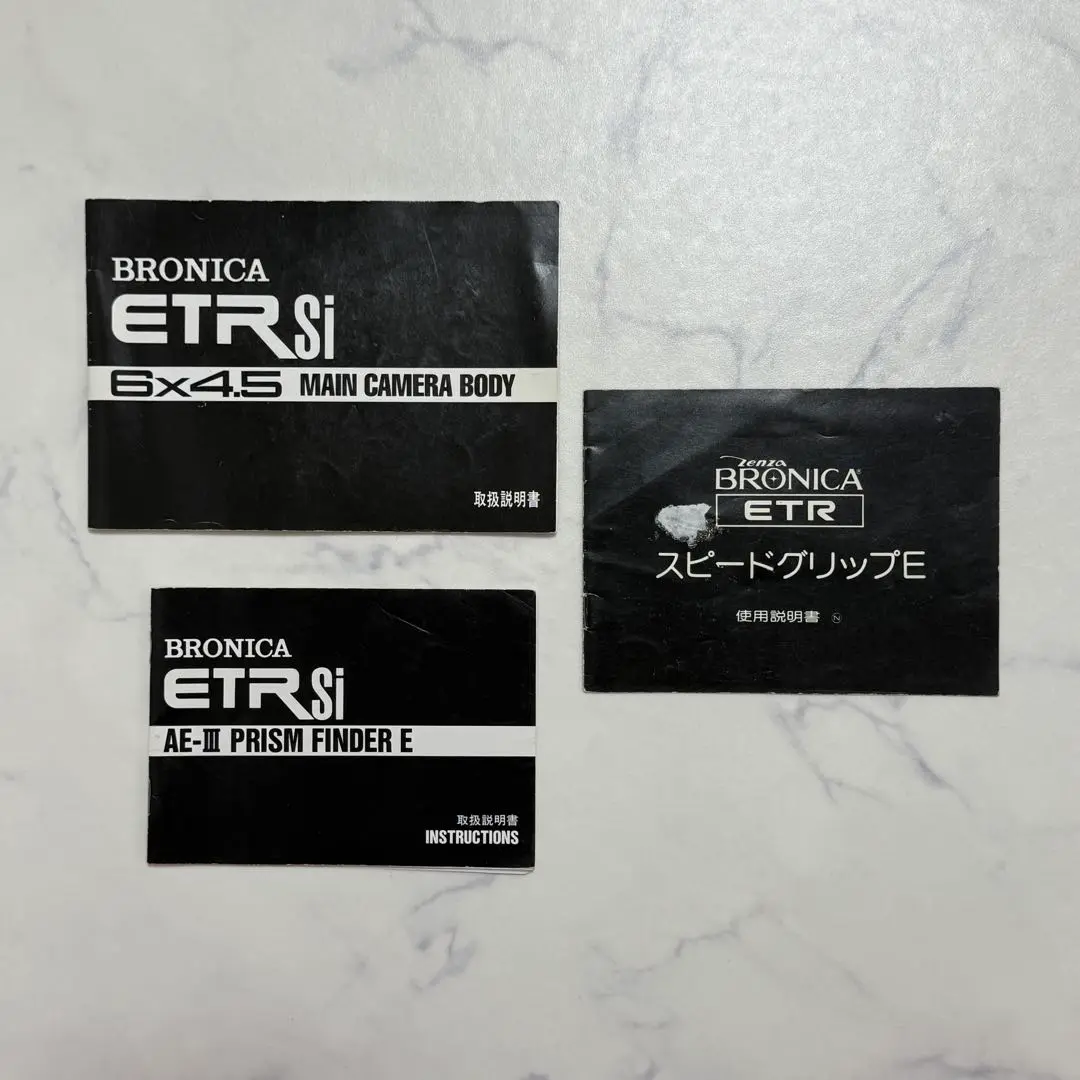 BRONICA
ETRSi
6x4.5 MAIN CAMERA BODY
取扱説明書
Zenza
BRONICA®
ETR
スピードグリップE
使用説明書 Ⓝ
BRONICA
ETRSi
AE-Ⅲ PRISM FINDER E
取扱説明書
INSTRUCTIONS